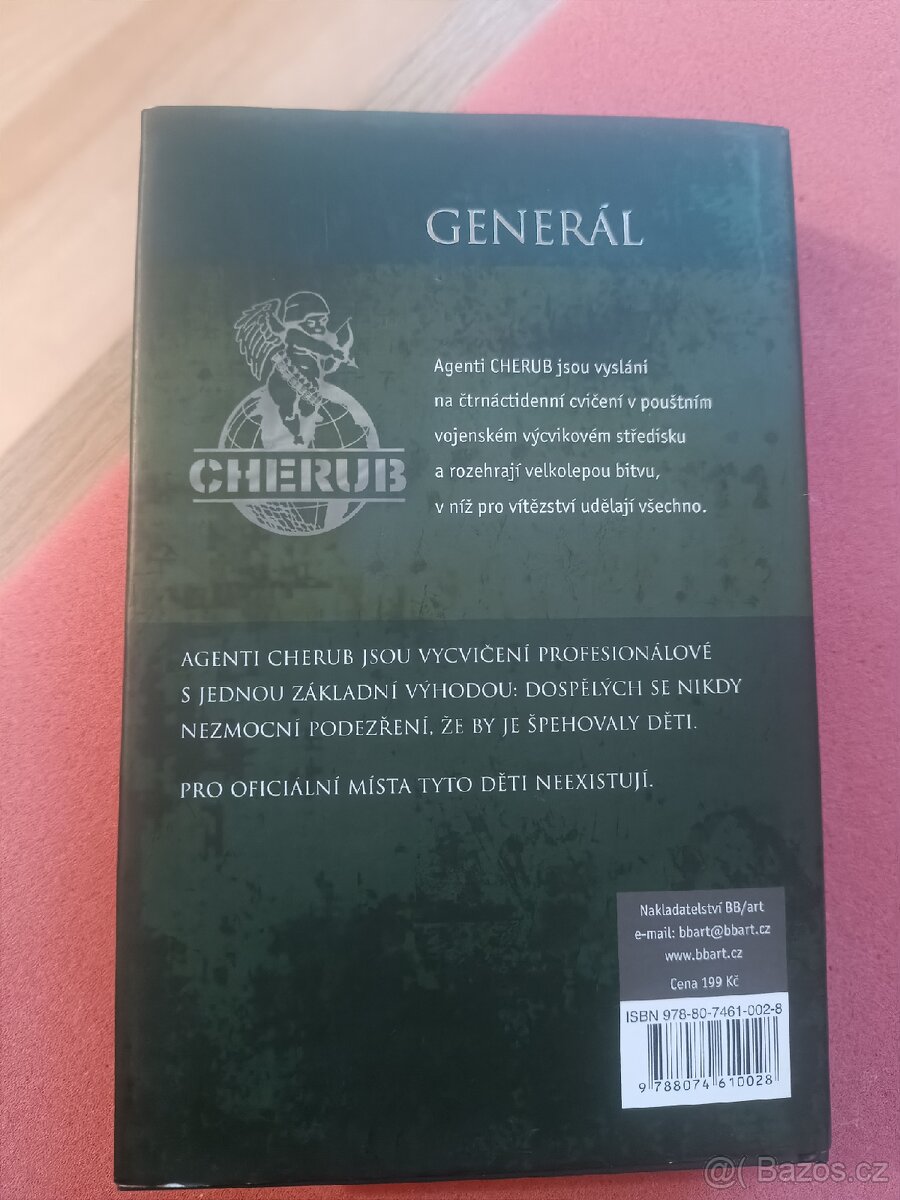 GENERÁL
CHERUB
Agenti CHERUB jsou vysláni
na čtrnáctidenní cvičení v pouštním
vojenském výcvikovém středisku
a rozehrají velkolepou bitvu,
v níž pro vítězství udělají všechno.
AGENTI CHERUB JSOU VYCVIČENÍ PROFESIONÁLOVÉ
S JEDNOU ZÁKLADNÍ VÝHODOU: DOSPĚLÝCH SE NIKDY
NEZMOCNÍ PODEZŘENÍ, ŽE BY JE ŠPEHOVALY DĚTI.
PRO OFICIÁLNÍ MÍSTA TYTO DĚTI NEEXISTUJÍ.
Nakladatelství BB/art
e-mail: bbart@bbart.cz
www.bbart.cz
Cena 199 Kč
ISBN 978-80-7461-002-8
9 788074 610028
@( Bazos.cz